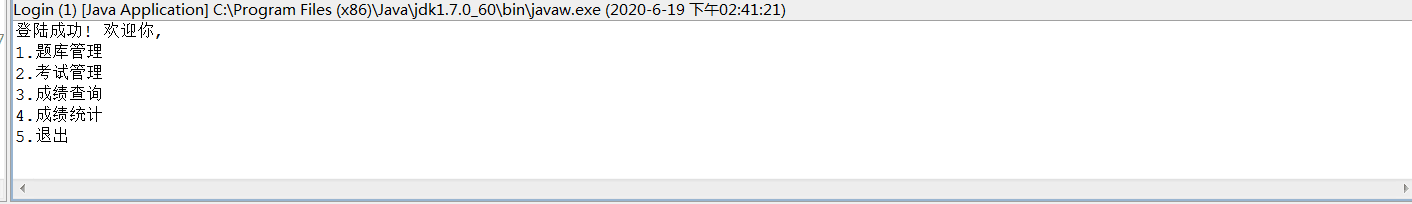 Login (1) [Java Application] C:\Program Files (x86)\Java\jdk1.7.0_60\bin\javaw.exe (2020-6-19 下午02:41:21)
登陆成功! 欢迎你,
1.题库管理
2.考试管理
3.成绩查询
4.成绩统计
5.退出